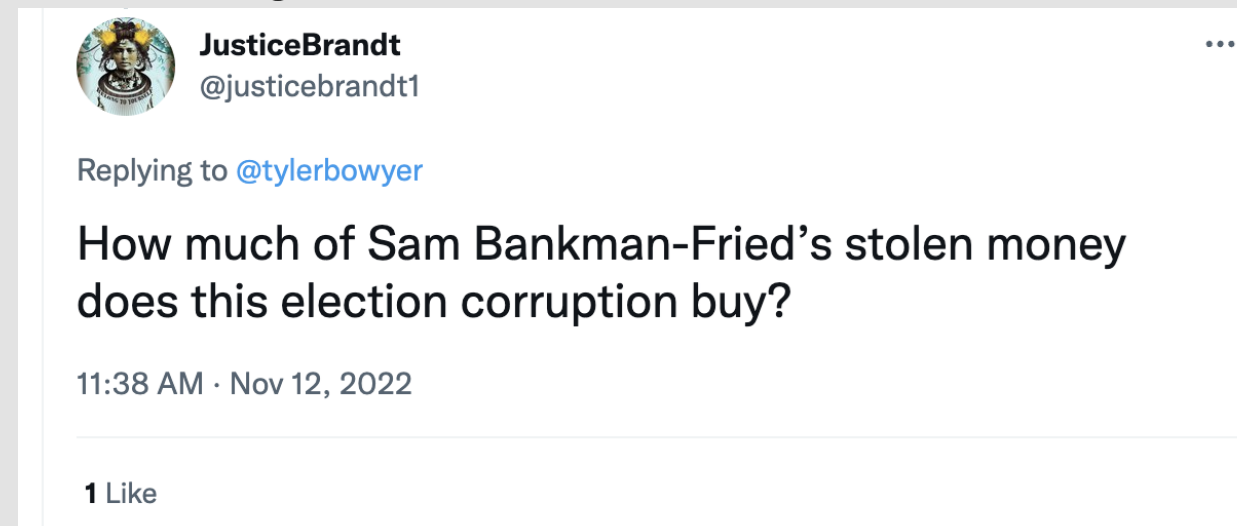 JusticeBrandt
@justicebrandt1
Replying to @tylerbowyer
How much of Sam Bankman-Fried’s stolen money
does this election corruption buy?
11:38 AM · Nov 12, 2022
1 Like